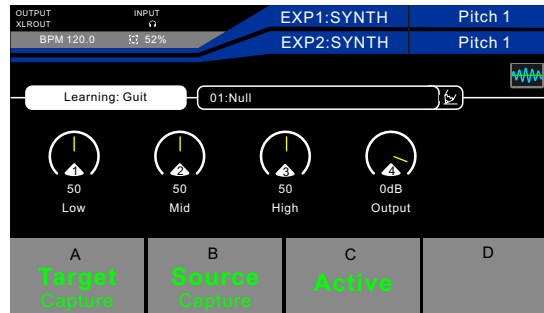 OUTPUT INPUT
XLROUT
BPM 120.0 52%
EXP1:SYNTH Pitch 1
EXP2:SYNTH Pitch 1
Learning: Guit 01:Null
1 2 3 4
50 50 50 0dB
Low Mid High Output
A B C D
Target Source Active
Capture Capture